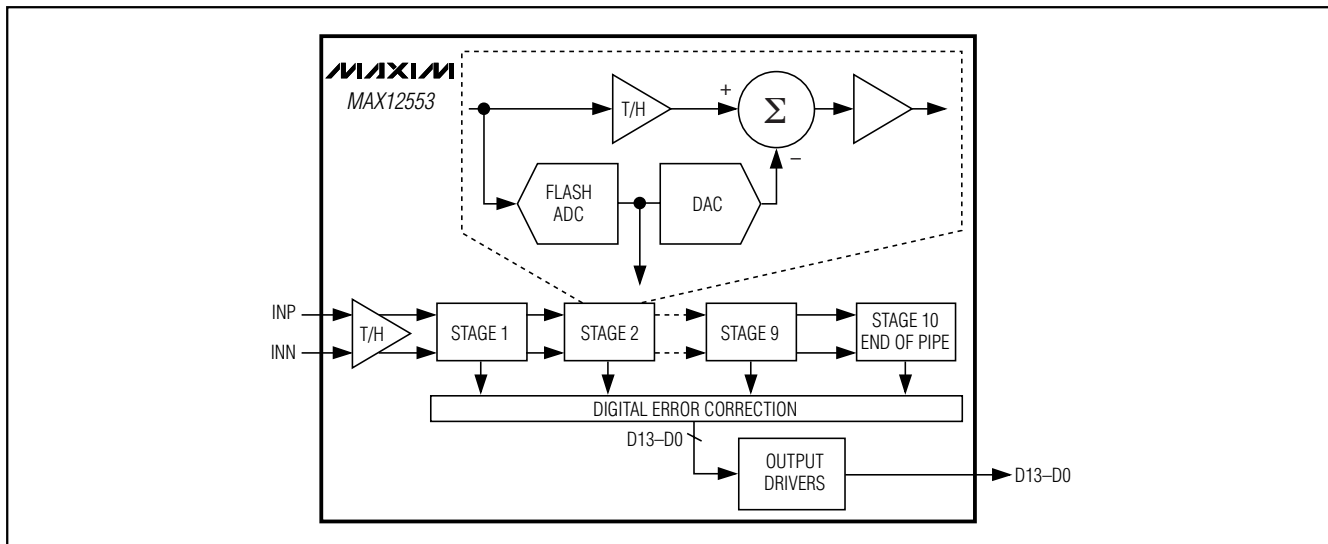 MAXIM
MAX12553
T/H
+
Σ
−
FLASH
ADC
DAC
INP
INN
T/H
STAGE 1
STAGE 2
STAGE 9
STAGE 10
END OF PIPE
DIGITAL ERROR CORRECTION
D13–D0
OUTPUT
DRIVERS
D13–D0